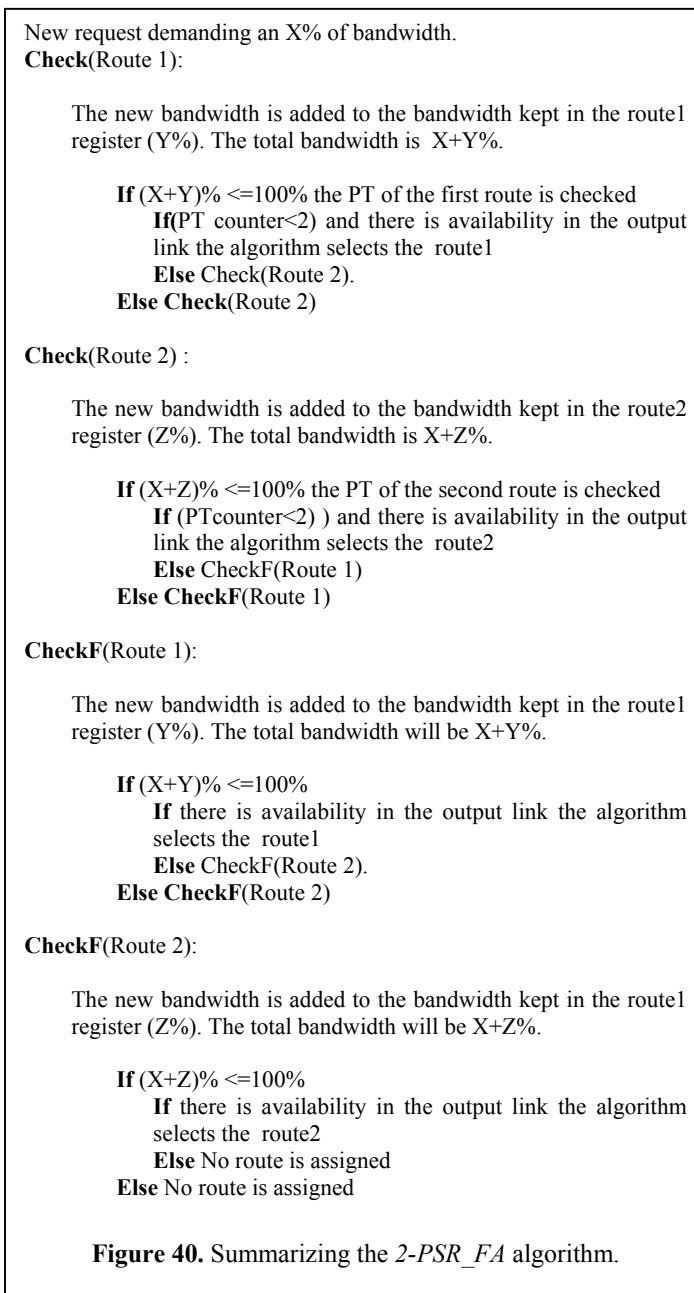 New request demanding an X% of bandwidth.
Check(Route 1):
The new bandwidth is added to the bandwidth kept in the route1
register (Y%). The total bandwidth is X+Y%.
If (X+Y)% <=100% the PT of the first route is checked
If(PT counter<2) and there is availability in the output
link the algorithm selects the route1
Else Check(Route 2).
Else Check(Route 2)
Check(Route 2) :
The new bandwidth is added to the bandwidth kept in the route2
register (Z%). The total bandwidth is X+Z%.
If (X+Z)% <=100% the PT of the second route is checked
If (PTcounter<2) ) and there is availability in the output
link the algorithm selects the route2
Else CheckF(Route 1)
Else CheckF(Route 1)
CheckF(Route 1):
The new bandwidth is added to the bandwidth kept in the route1
register (Y%). The total bandwidth will be X+Y%.
If (X+Y)% <=100%
If there is availability in the output link the algorithm
selects the route1
Else CheckF(Route 2).
Else CheckF(Route 2)
CheckF(Route 2):
The new bandwidth is added to the bandwidth kept in the route1
register (Z%). The total bandwidth will be X+Z%.
If (X+Z)% <=100%
If there is availability in the output link the algorithm
selects the route2
Else No route is assigned
Else No route is assigned
Figure 40. Summarizing the 2-PSR_FA algorithm.